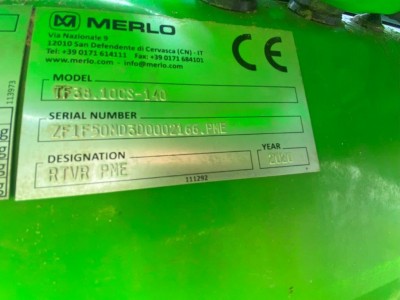 MERLO
Via Nazionale 9
12010 San Defendente di Cervasca (CN) - IT
Tel: +39 0171 614111 Fax: +39 0171 684101
www.merlo.com - info@merlo.com
CE
113973
MODEL
TF38.10CS-140
SERIAL NUMBER
ZF1F50ND3D0002166.PME
DESIGNATION
RTVR PME
YEAR
111292
g
g
g